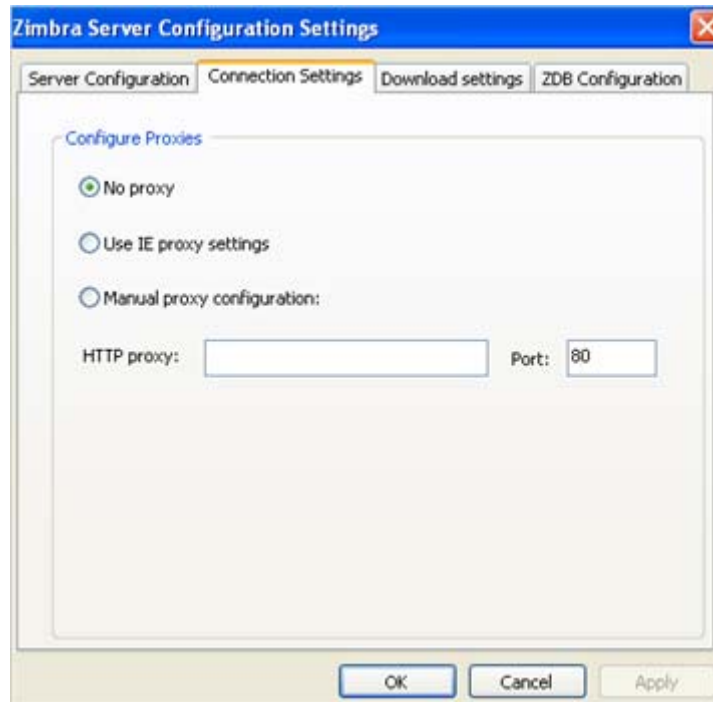 Zimbra Server Configuration Settings
Server Configuration Connection Settings Download settings ZDB Configuration
Configure Proxies
No proxy
Use IE proxy settings
Manual proxy configuration:
HTTP proxy: Port: 80
OK Cancel Apply